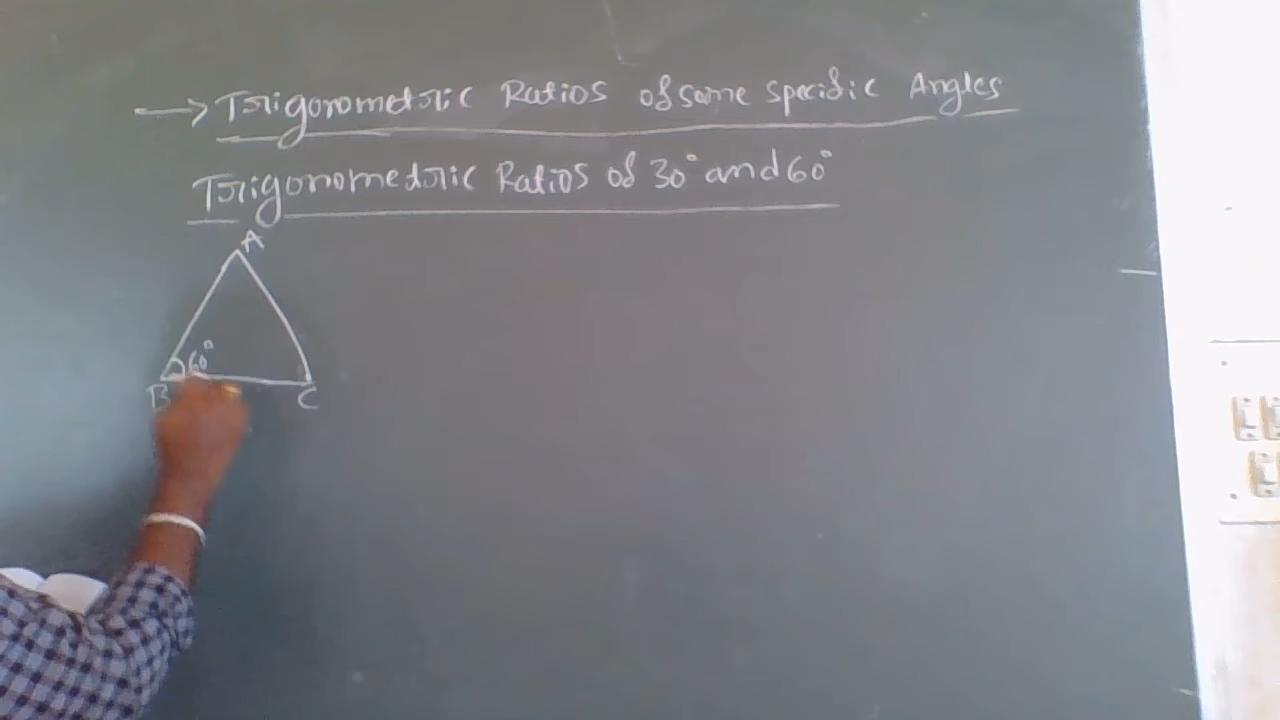 → Trigonometric Ratios of some specific Angles
Trigonometric Ratios of 30° and 60°
A
60°
B
C